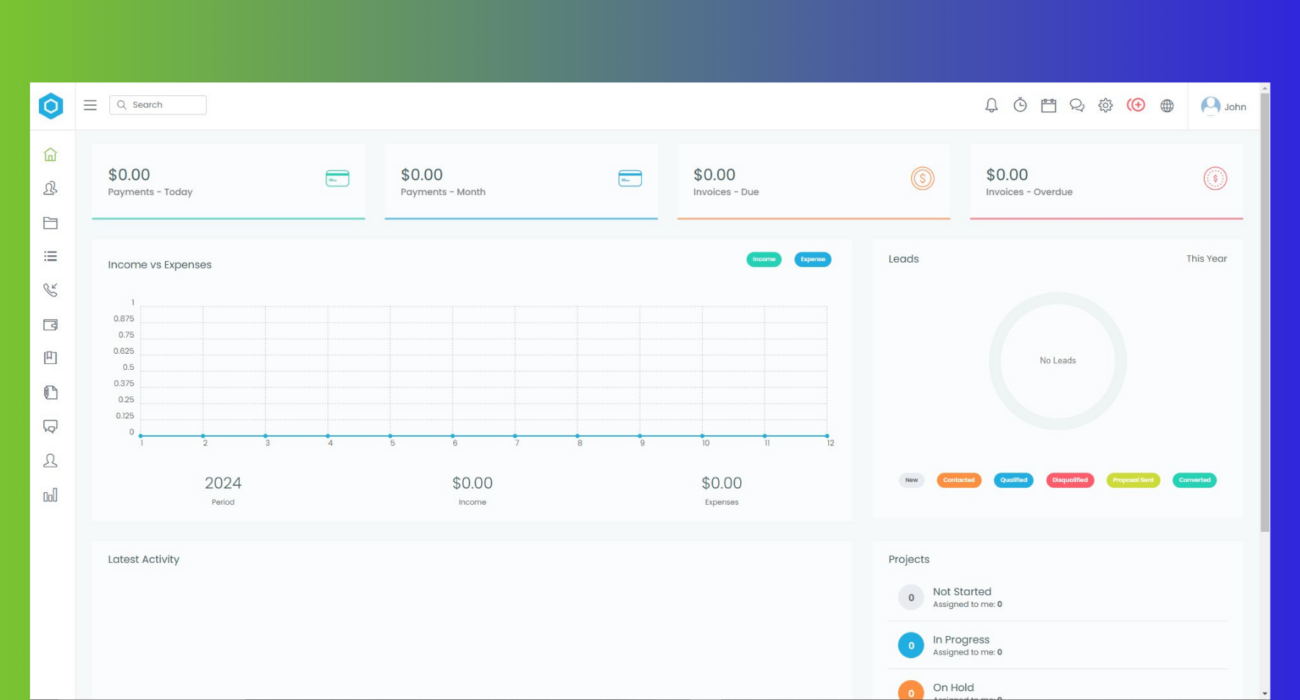 Search
John
$0.00
Payments - Today
$0.00
Payments - Month
$0.00
Invoices - Due
$0.00
Invoices - Overdue
Income vs Expenses
Income
Expense
1
0.875
0.75
0.625
0.5
0.375
0.25
0.125
0
1 2 3 4 5 6 7 8 9 10 11 12
2024
Period
$0.00
Income
$0.00
Expenses
Leads
This Year
No Leads
New
Contacted
Qualified
Disqualified
Proposal Sent
Converted
Latest Activity
Projects
0
Not Started
Assigned to me: 0
0
In Progress
Assigned to me: 0
0
On Hold
Assigned to me: 0